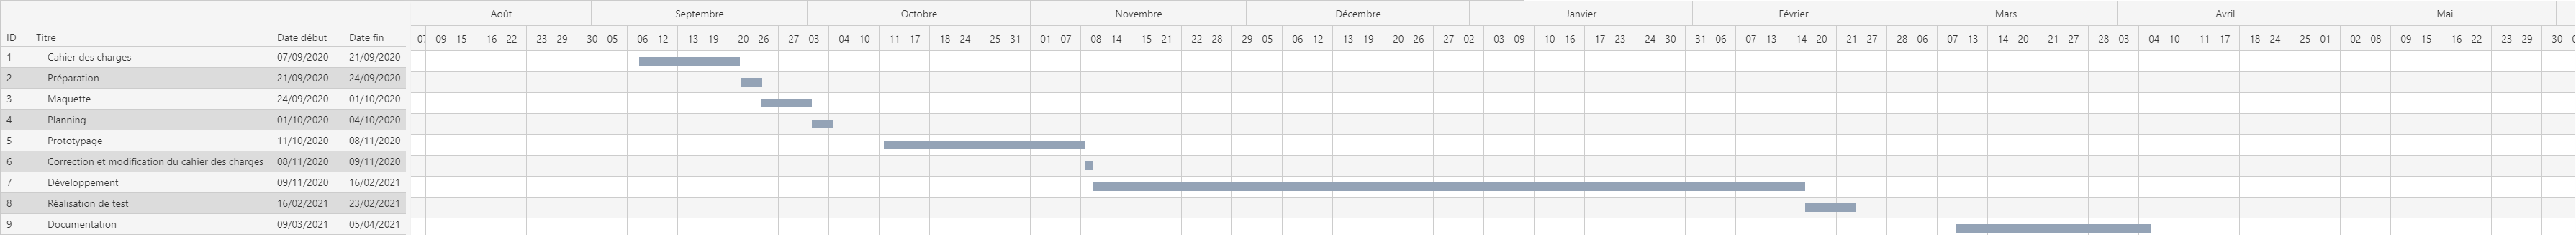 Août Septembre Octobre Novembre Décembre Janvier Février Mars Avril Mai
ID Titre Date début Date fin 09 - 15 16 - 22 23 - 29 30 - 05 06 - 12 13 - 19 20 - 26 27 - 03 04 - 10 11 - 17 18 - 24 25 - 31 01 - 07 08 - 14 15 - 21 22 - 28 29 - 05 06 - 12 13 - 19 20 - 26 27 - 02 03 - 09 10 - 16 17 - 23 24 - 30 31 - 06 07 - 13 14 - 20 21 - 27 28 - 06 07 - 13 14 - 20 21 - 27 28 - 03 04 - 10 11 - 17 18 - 24 25 - 01 02 - 08 09 - 15 16 - 22 23 - 29
1 Cahier des charges 07/09/2020 21/09/2020
2 Préparation 21/09/2020 24/09/2020
3 Maquette 24/09/2020 01/10/2020
4 Planning 01/10/2020 04/10/2020
5 Prototypage 11/10/2020 08/11/2020
6 Correction et modification du cahier des charges 08/11/2020 09/11/2020
7 Développement 09/11/2020 16/02/2021
8 Réalisation de test 16/02/2021 23/02/2021
9 Documentation 09/03/2021 05/04/2021